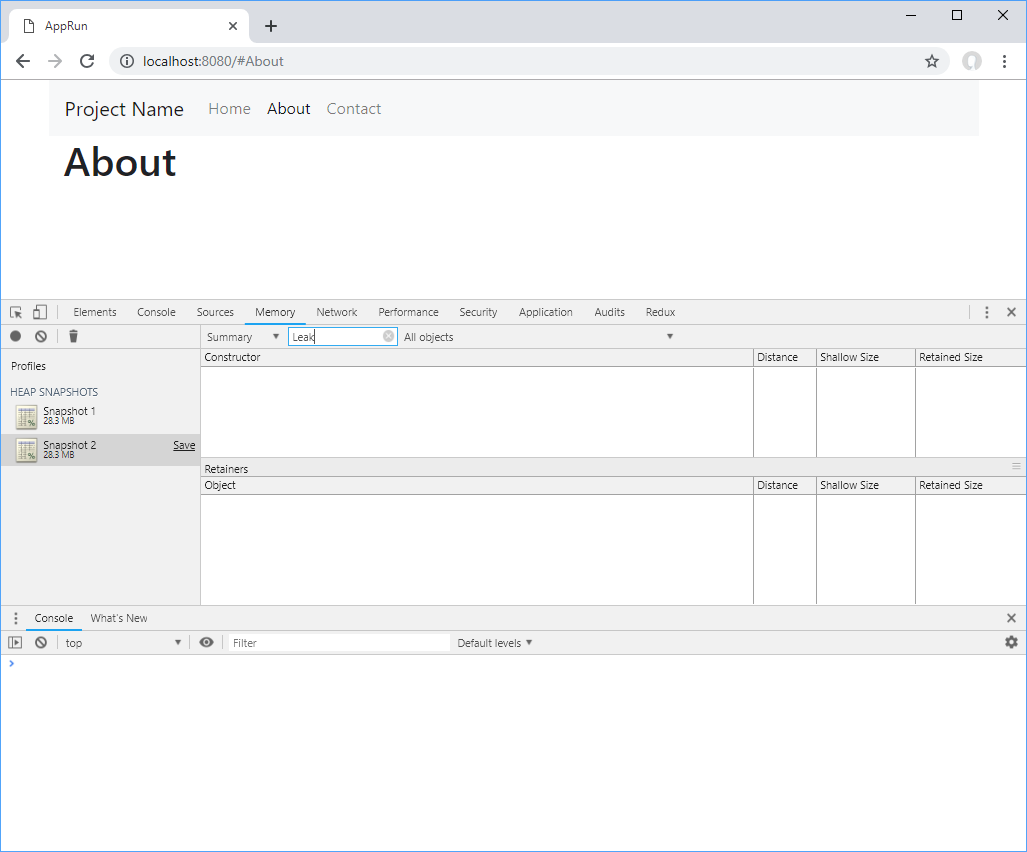 AppRun
localhost:8080/#About
Project Name Home About Contact
About
Elements Console Sources Memory Network Performance Security Application Audits Redux
Summary Leak All objects
Profiles
HEAP SNAPSHOTS
Snapshot 1
28.3 MB
Snapshot 2 Save
28.3 MB
Constructor Distance Shallow Size Retained Size
Retainers
Object Distance Shallow Size Retained Size
Console What's New
top Filter Default levels